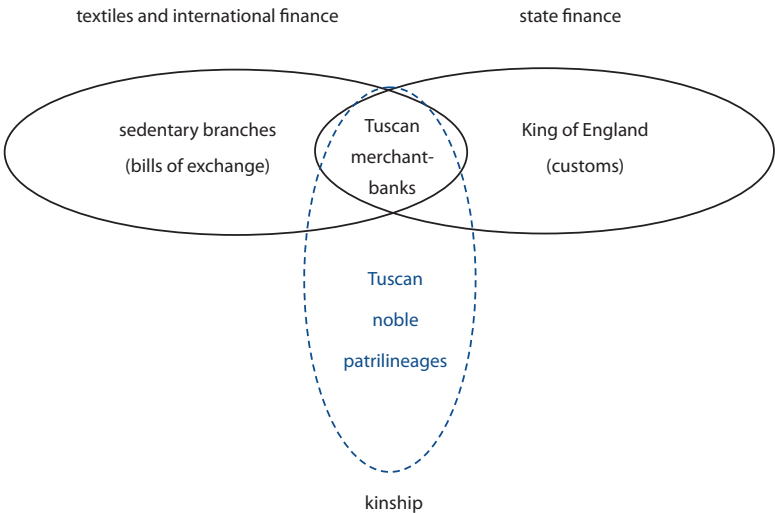 textiles and international finance
state finance
sedentary branches
(bills of exchange)
Tuscan
merchant-
banks
King of England
(customs)
Tuscan
noble
patrilineages
kinship